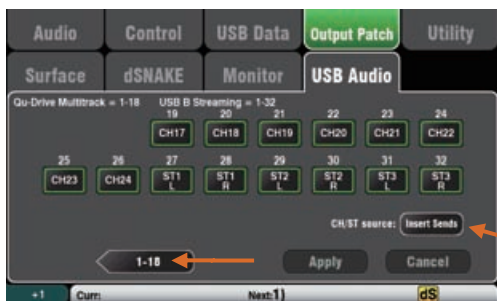 Audio Control USB Data Output Patch Utility
Surface dSNAKE Monitor USB Audio
Qu-Drive Multitrack = 1-18 USB B Streaming = 1-32
19 20 21 22 23 24
CH17 CH18 CH19 CH20 CH21 CH22
25 26 27 28 29 30 31 32
CH23 CH24 ST1 L ST1 R ST2 L ST2 R ST3 L ST3 R
CH/ST source: Insert Sends
1-18 Apply Cancel
+1 Curr: Next:1) dS